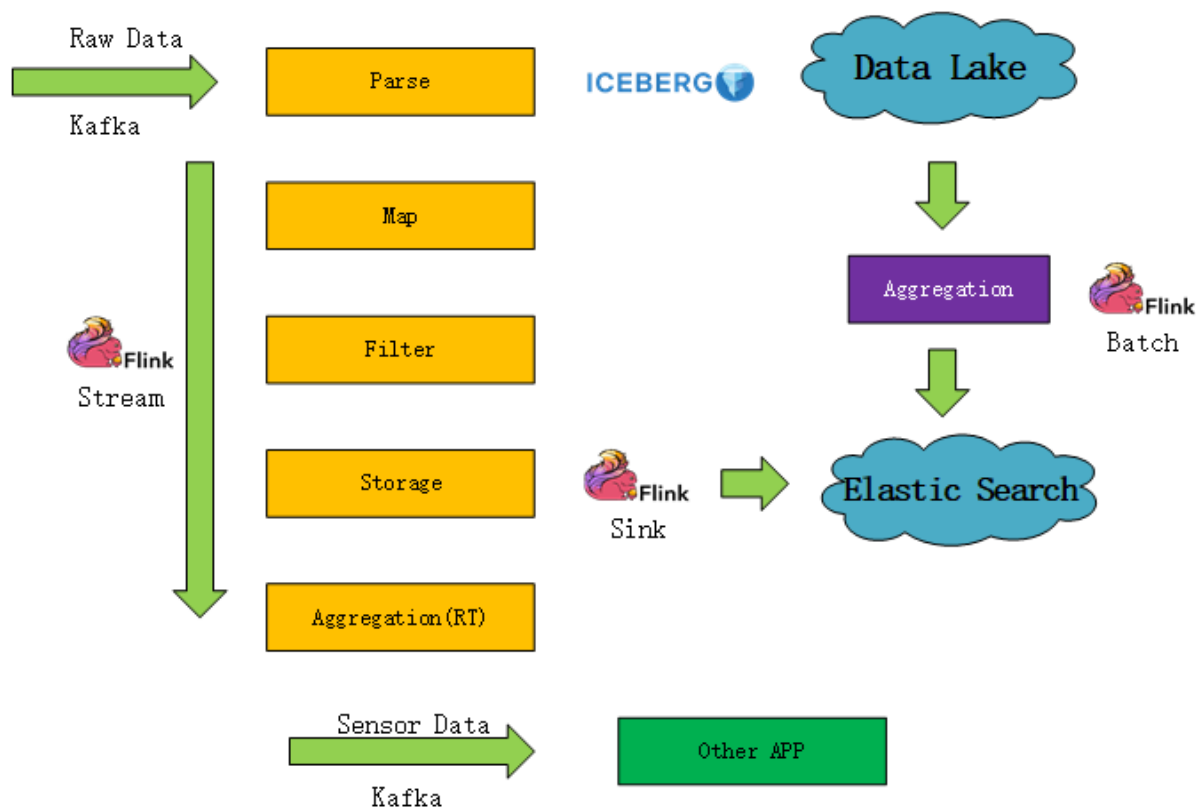 Raw Data
Kafka
Parse
ICEBERG
Data Lake
Map
Aggregation
Flink
Batch
Flink
Stream
Filter
Storage
Flink
Sink
Elastic Search
Aggregation(RT)
Sensor Data
Kafka
Other APP